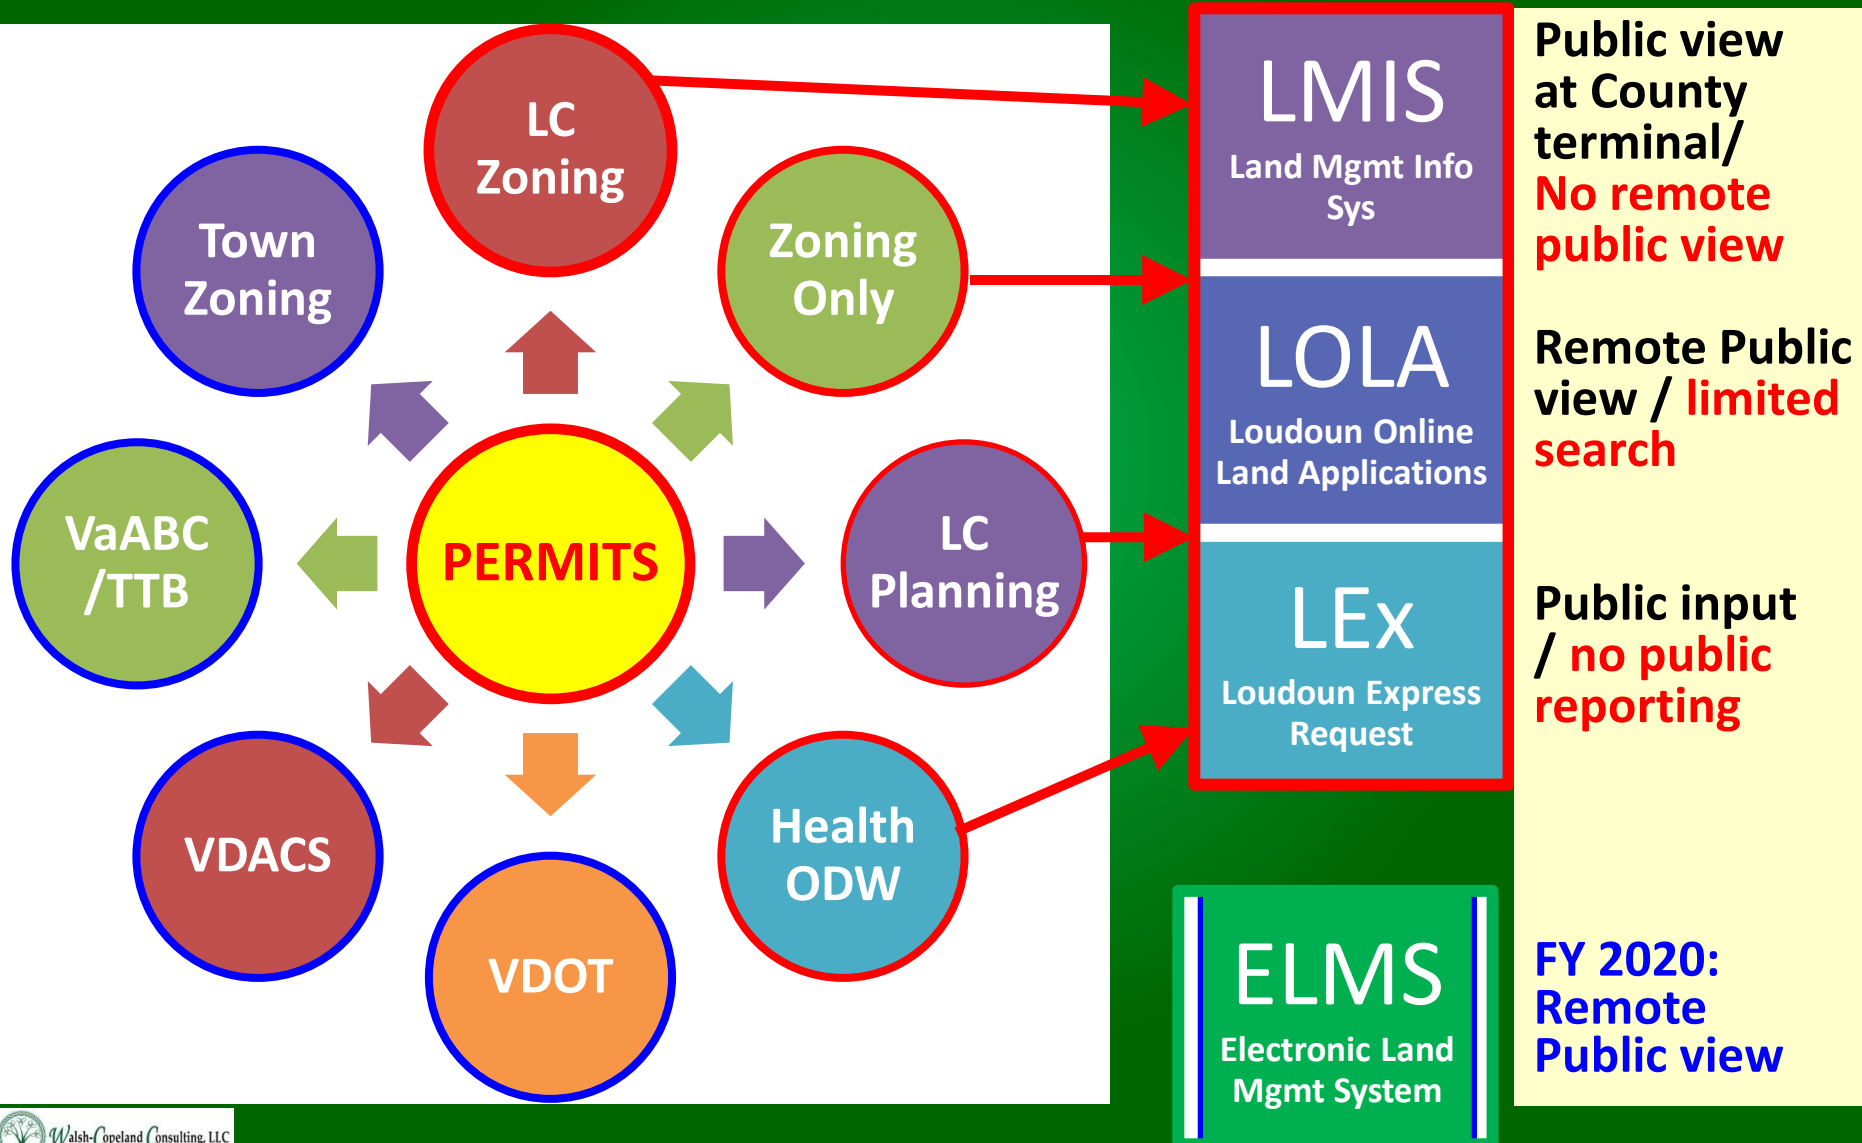 LC
Zoning
Town
Zoning
Zoning
Only
VaABC
/TTB
PERMITS
LC
Planning
VDACS
VDOT
Health
ODW
LMIS
Land Mgmt Info
Sys
LOLA
Loudoun Online
Land Applications
LEx
Loudoun Express
Request
ELMS
Electronic Land
Mgmt System
Public view
at County
terminal/
No remote
public view
Remote Public
view / limited
search
Public input
/ no public
reporting
FY 2020:
Remote
Public view
Walsh-Copeland Consulting, LLC